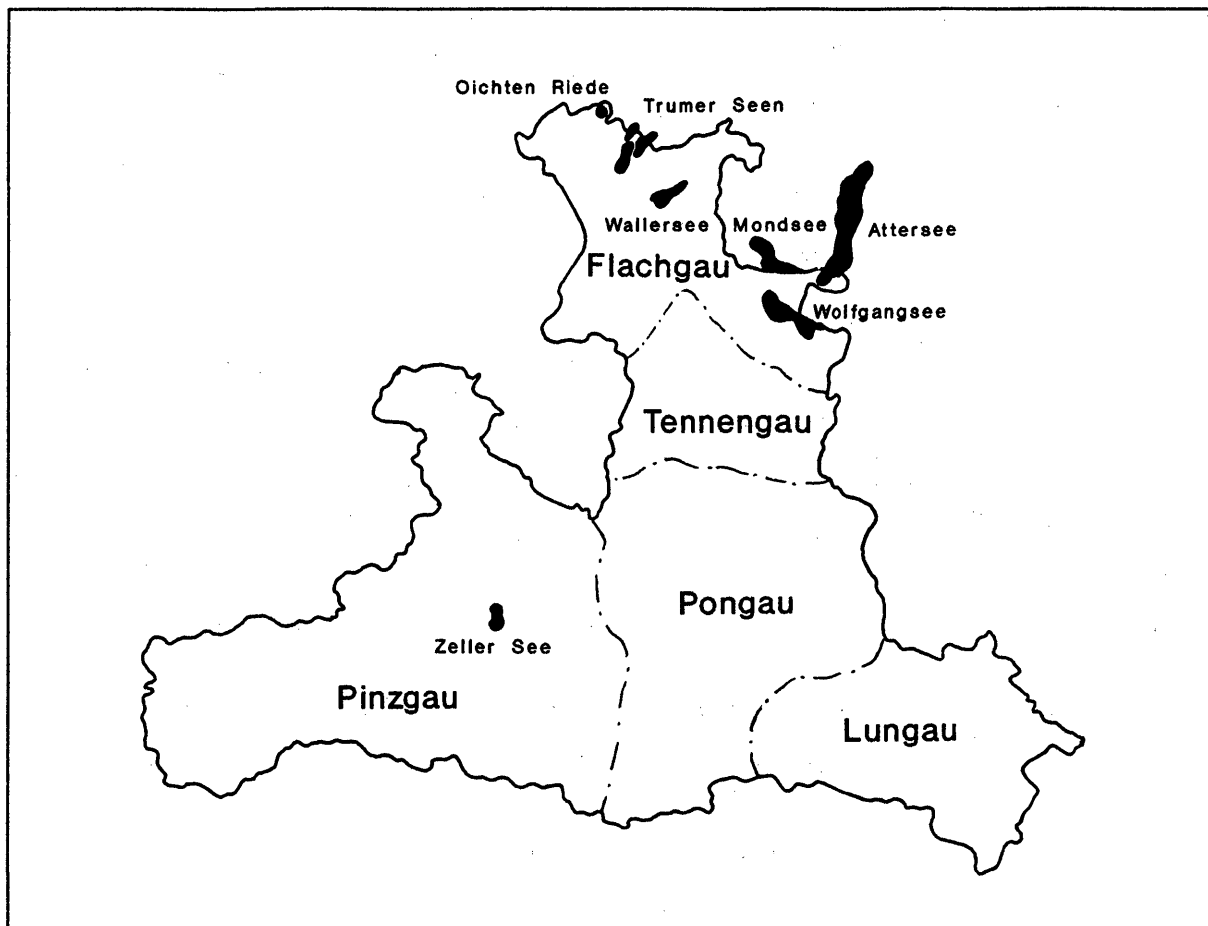 Oichten Riede
Trumer Seen
Wallersee
Mondsee
Attersee
Flachgau
Wolfgangsee
Tennengau
Pongau
Zeller See
Pinzgau
Lungau